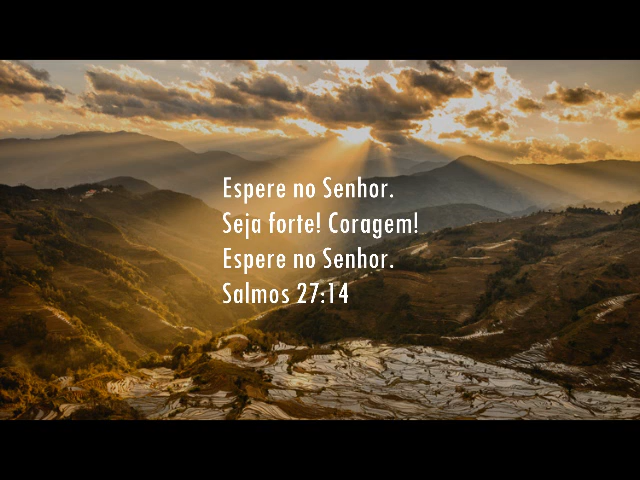 Espere no Senhor.
Seja forte! Coragem!
Espere no Senhor.
Salmos 27:14